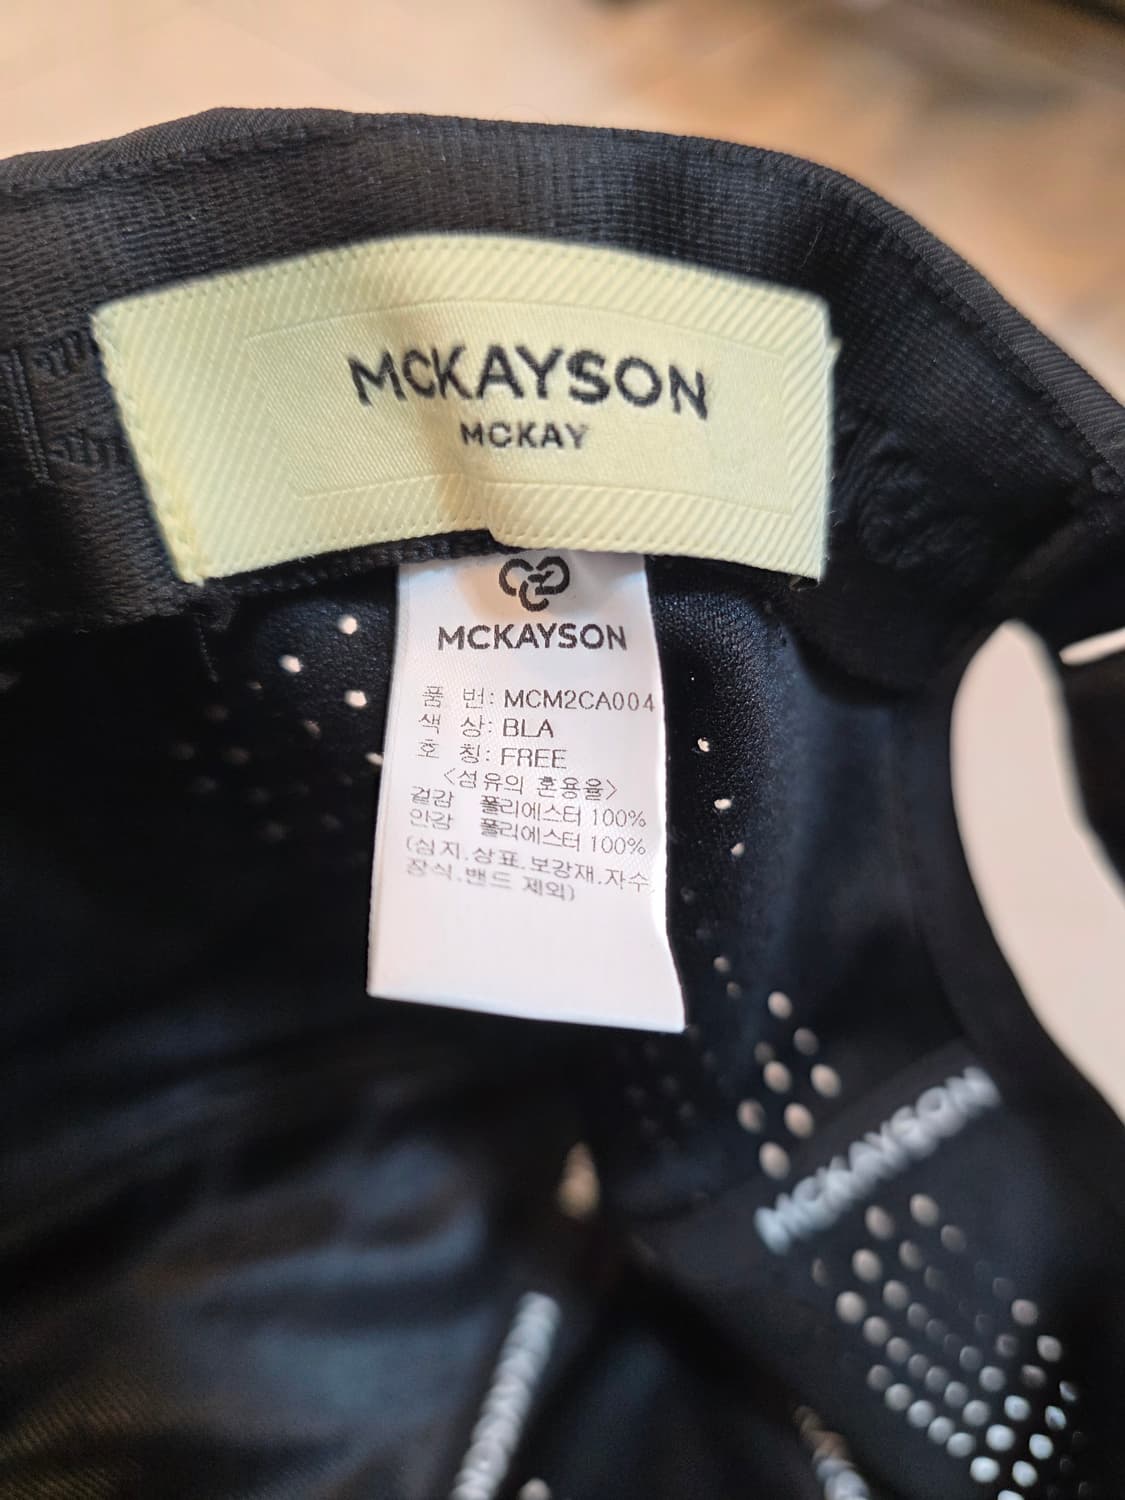 MCKAYSON
MCKAY
MCKAYSON
품 번: MCM2CA004
색 상: BLA
호 칭: FREE
<섬유의 혼용율>
겉감 폴리에스터 100%
안감 폴리에스터 100%
(심지.상표.보강재.자수
장식.밴드 제외)
MCKAYSON